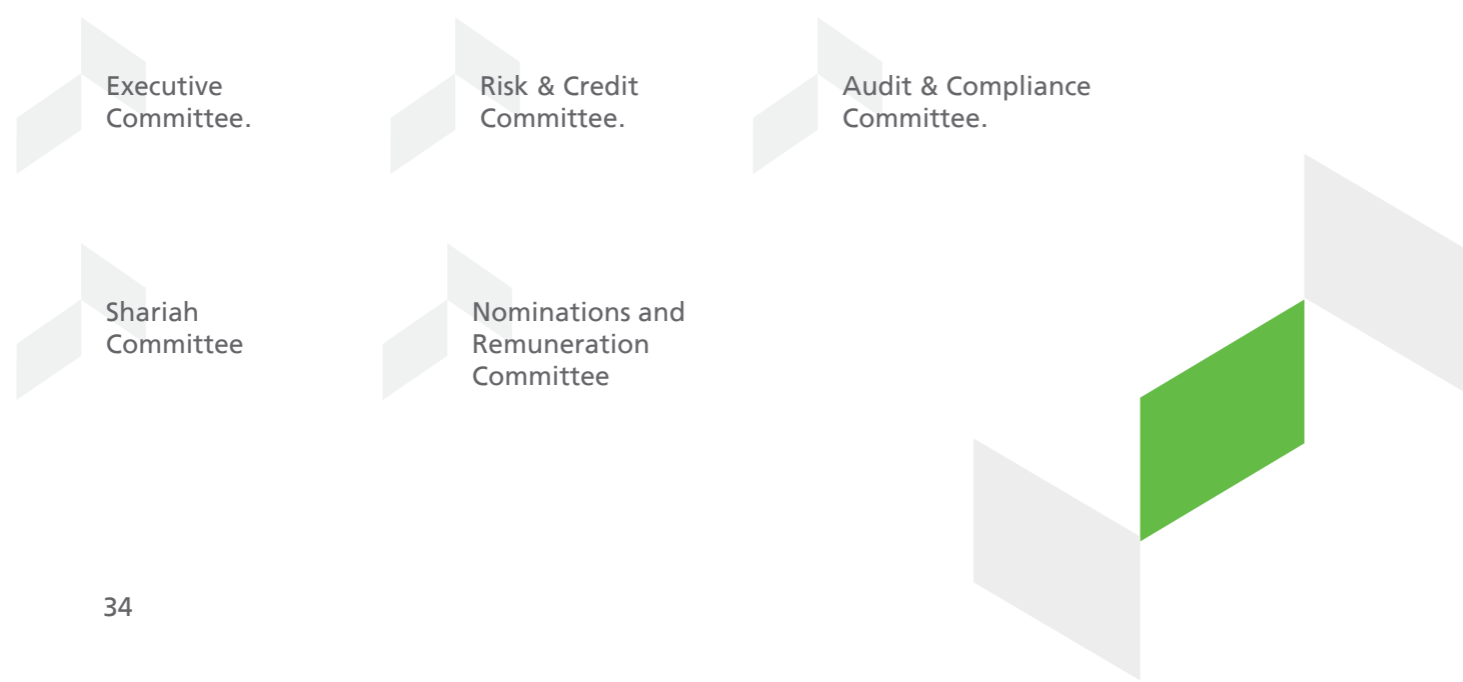 Executive
Committee.
Risk & Credit
Committee.
Audit & Compliance
Committee.
Shariah
Committee
Nominations and
Remuneration
Committee
34